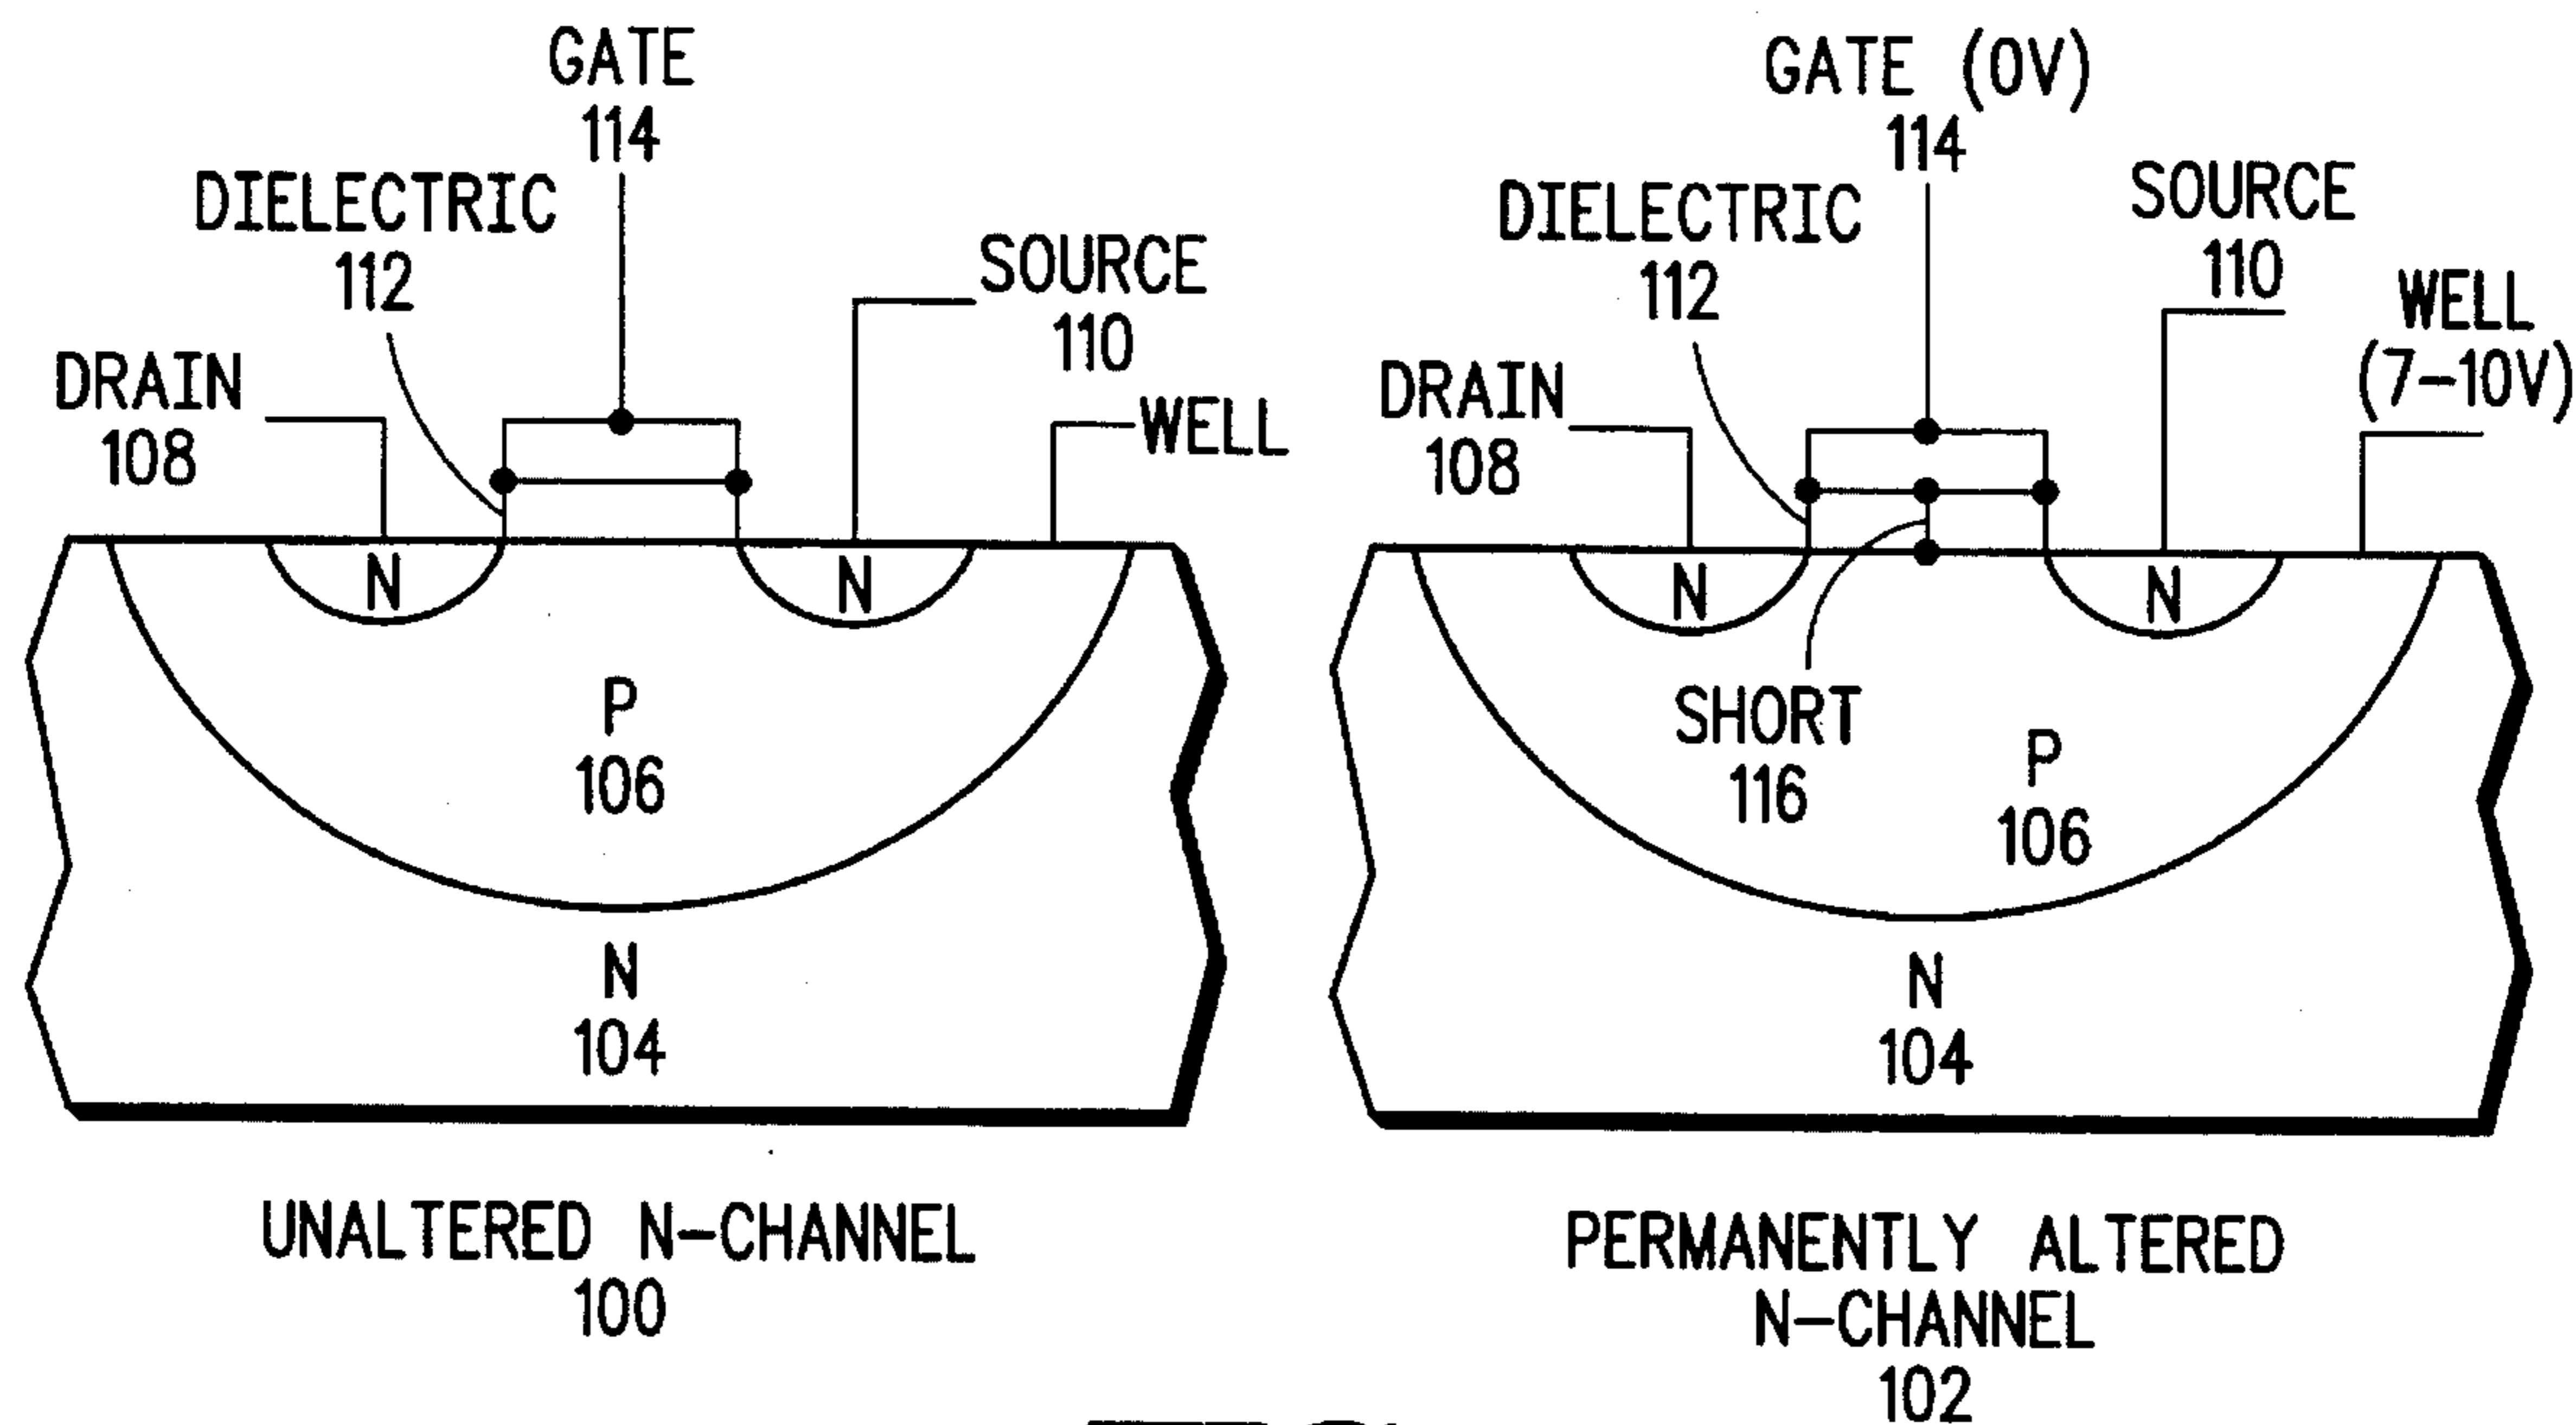 GATE
114
DIELECTRIC
112
SOURCE
110
DRAIN
108
WELL
N
N
P
106
N
104
UNALTERED N-CHANNEL
100
GATE (0V)
114
DIELECTRIC
112
SOURCE
110
WELL
(7-10V)
DRAIN
108
N
N
SHORT
116
P
106
N
104
PERMANENTLY ALTERED
N-CHANNEL
102